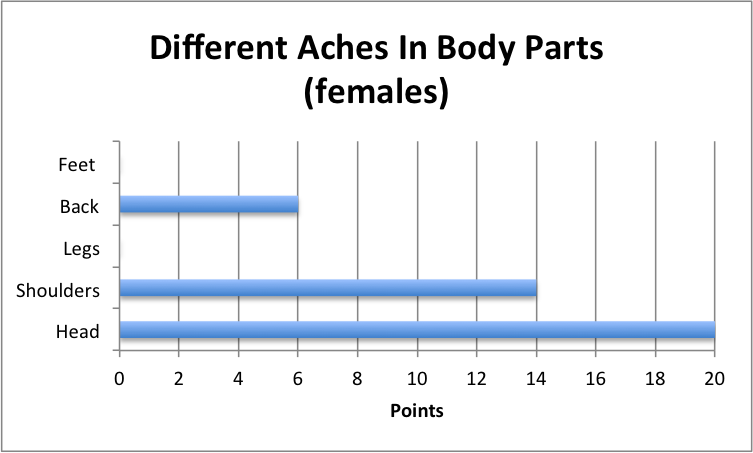 Different Aches In Body Parts
(females)
Feet
Back
Legs
Shoulders
Head
0 2 4 6 8 10 12 14 16 18 20
Points